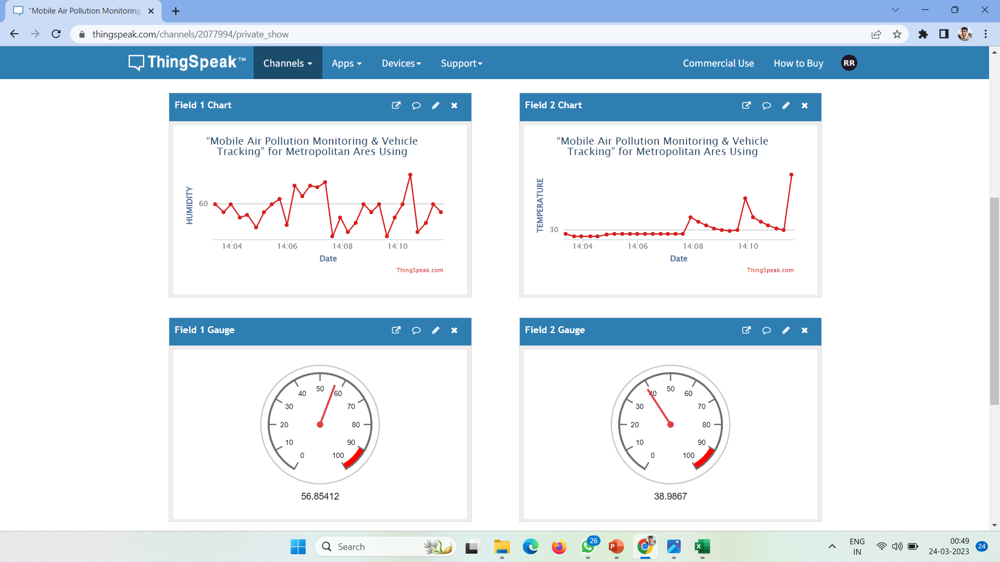 “Mobile Air Pollution Monitoring
thingspeak.com/channels/2077994/private_show
ThingSpeak™
Channels
Apps
Devices
Support
Commercial Use
How to Buy
RR
Field 1 Chart
“Mobile Air Pollution Monitoring & Vehicle
Tracking” for Metropolitan Ares Using
HUMIDITY
60
14:04 14:06 14:08 14:10
Date
ThingSpeak.com
Field 2 Chart
“Mobile Air Pollution Monitoring & Vehicle
Tracking” for Metropolitan Ares Using
TEMPERATURE
30
14:04 14:06 14:08 14:10
Date
ThingSpeak.com
Field 1 Gauge
0
10
20
30
40
50
60
70
80
90
100
56.85412
Field 2 Gauge
0
10
20
30
40
50
60
70
80
90
100
38.9867
Search
26
P
X
ENG
IN
00:49
24-03-2023
24